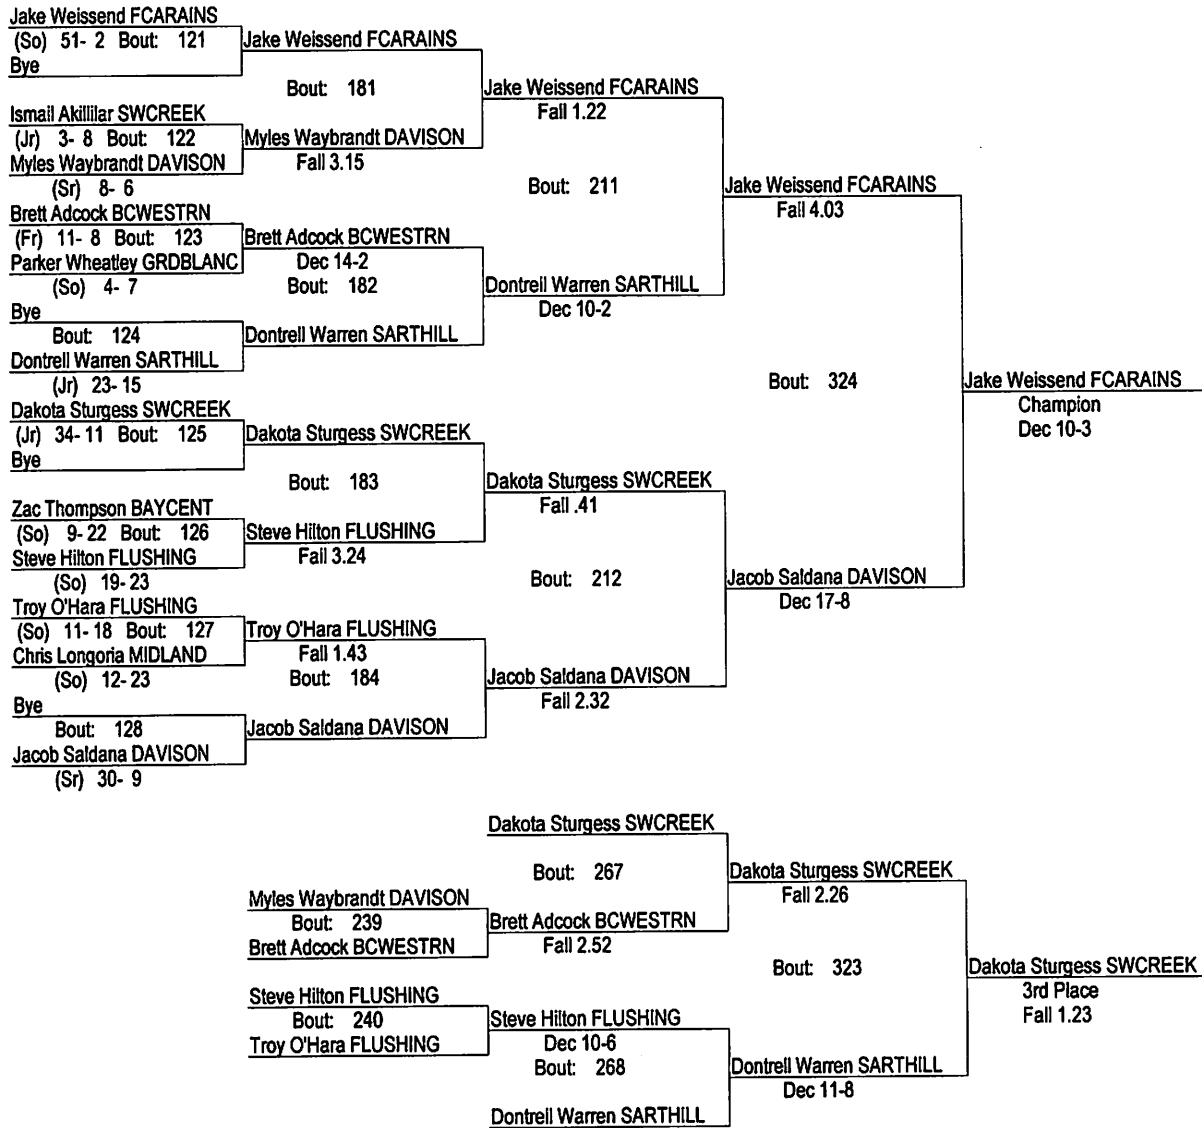 Jake Weissend FCARAINS
(So) 51- 2 Bout: 121
Bye
Jake Weissend FCARAINS
Bout: 181
Ismail Akillilar SWCREEK
(Jr) 3- 8 Bout: 122
Myles Waybrandt DAVISON
(Sr) 8- 6
Myles Waybrandt DAVISON
Fall 3.15
Jake Weissend FCARAINS
Fall 1.22
Bout: 211
Brett Adcock BCWESTRN
(Fr) 11- 8 Bout: 123
Parker Wheatley GRDBLANC
(So) 4- 7
Brett Adcock BCWESTRN
Dec 14-2
Bout: 182
Bye
Bout: 124
Dontrell Warren SARTHILL
(Jr) 23- 15
Dontrell Warren SARTHILL
Dontrell Warren SARTHILL
Dec 10-2
Jake Weissend FCARAINS
Fall 4.03
Bout: 324
Jake Weissend FCARAINS
Champion
Dec 10-3
Dakota Sturgess SWCREEK
(Jr) 34- 11 Bout: 125
Bye
Dakota Sturgess SWCREEK
Bout: 183
Zac Thompson BAYCENT
(So) 9- 22 Bout: 126
Steve Hilton FLUSHING
(So) 19- 23
Steve Hilton FLUSHING
Fall 3.24
Dakota Sturgess SWCREEK
Fall .41
Bout: 212
Troy O'Hara FLUSHING
(So) 11- 18 Bout: 127
Chris Longoria MIDLAND
(So) 12- 23
Troy O'Hara FLUSHING
Fall 1.43
Bout: 184
Bye
Bout: 128
Jacob Saldana DAVISON
(Sr) 30- 9
Jacob Saldana DAVISON
Jacob Saldana DAVISON
Fall 2.32
Jacob Saldana DAVISON
Dec 17-8
Dakota Sturgess SWCREEK
Bout: 267
Myles Waybrandt DAVISON
Bout: 239
Brett Adcock BCWESTRN
Brett Adcock BCWESTRN
Fall 2.52
Dakota Sturgess SWCREEK
Fall 2.26
Bout: 323
Steve Hilton FLUSHING
Bout: 240
Troy O'Hara FLUSHING
Steve Hilton FLUSHING
Dec 10-6
Bout: 268
Dontrell Warren SARTHILL
Dontrell Warren SARTHILL
Dec 11-8
Dakota Sturgess SWCREEK
3rd Place
Fall 1.23